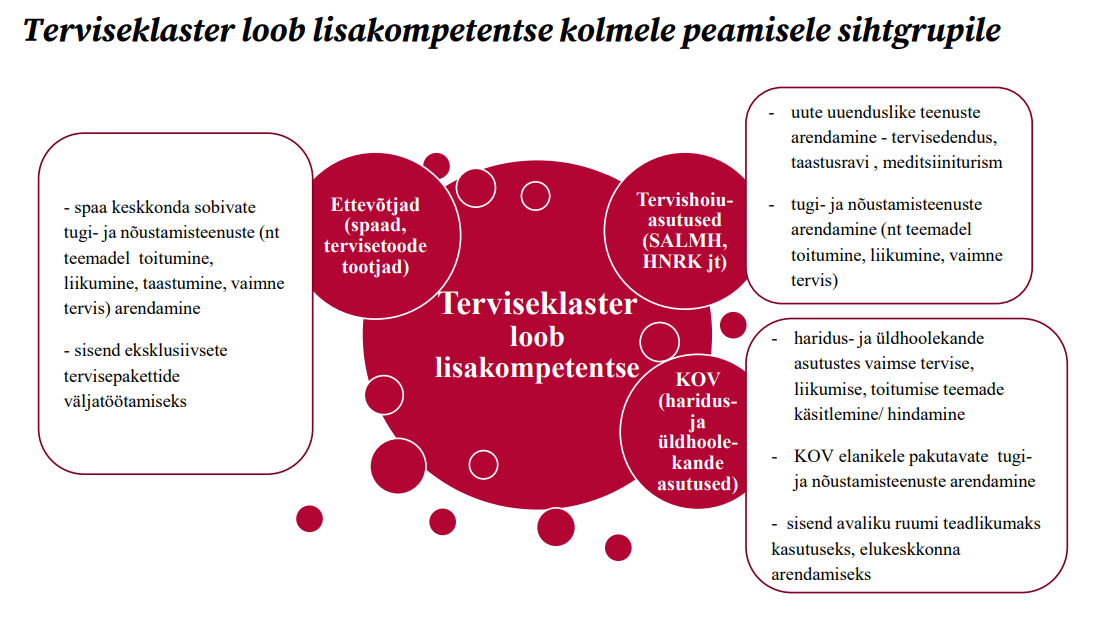 Terviseklaster loob lisakompetentse kolmele peamisele sihtgrupile
- spaa keskkonda sobivate
tugi- ja nõustamisteenuste (nt
teemadel toitumine,
liikumine, taastumine, vaimne
tervis) arendamine
- sisend eksklusiivsete
tervisepakettide
väljatöötamiseks
Ettevõtjad
(spaad,
tervisetoode
tootjad)
Terviseklaster
loob
lisakompetentse
Tervishoiu-
asutused
(SALMH,
HNRK jt)
- uute uuenduslike teenuste
arendamine - tervisedendus,
taastusravi , meditsiiniturism
- tugi- ja nõustamisteenuste
arendamine (nt teemadel
toitumine, liikumine, vaimne
tervis)
KOV
(haridus-
ja
üldhoole-
kande
asutused)
- haridus- ja üldhoolekande
asutustes vaimse tervise,
liikumise, toitumise teemade
käsitlemine/ hindamine
- KOV elanikele pakutavate tugi-
ja nõustamisteenuste arendamine
- sisend avaliku ruumi teadlikumaks
kasutuseks, elukeskkonna
arendamiseks